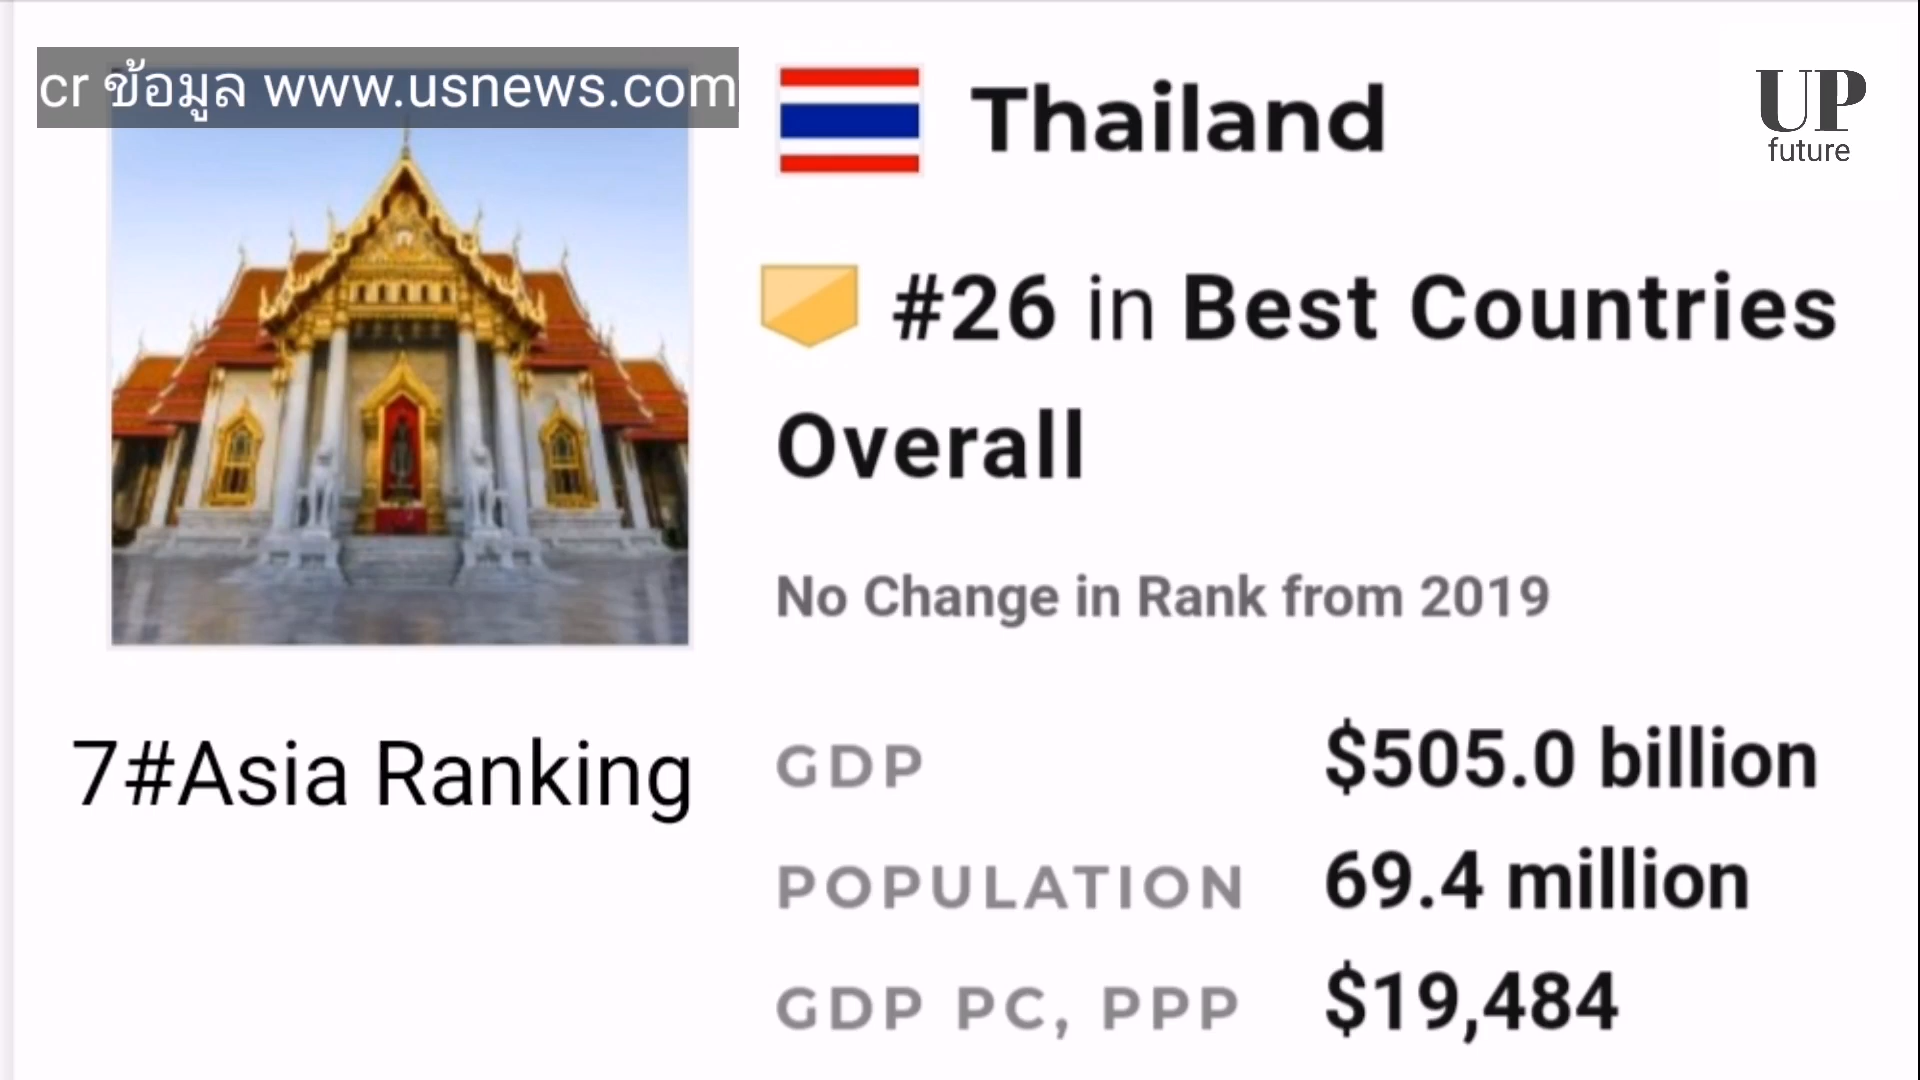 cr ข้อมูล www.usnews.com
Thailand
UP
future
#26 in Best Countries
Overall
No Change in Rank from 2019
7#Asia Ranking
GDP $505.0 billion
POPULATION 69.4 million
GDP PC, PPP $19,484